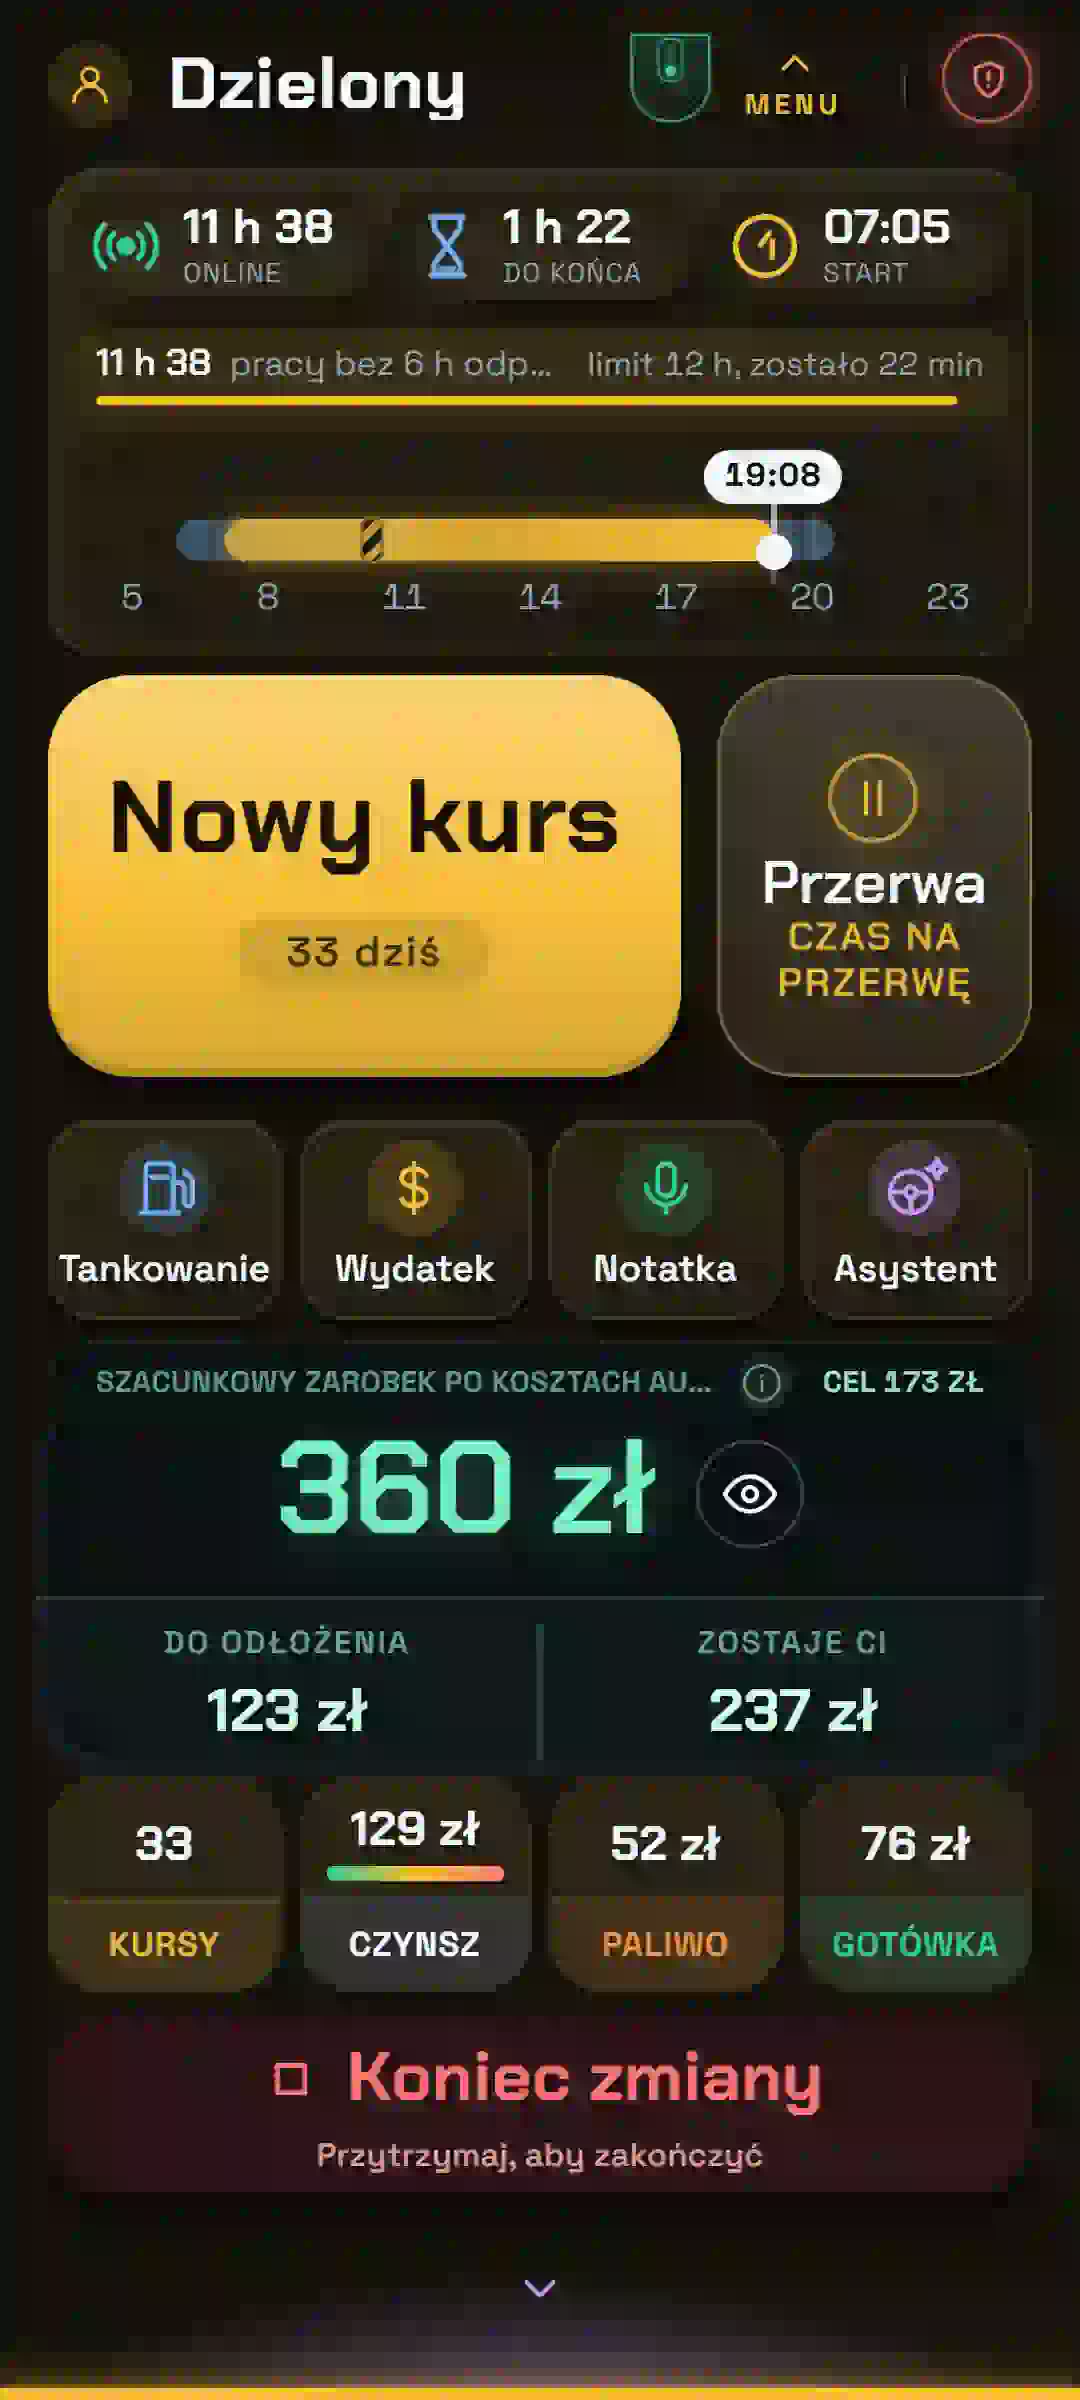 Dzielony
MENU
11 h 38
ONLINE
1 h 22
DO KOŃCA
07:05
START
11 h 38 pracy bez 6 h odp... limit 12 h, zostało 22 min
19:08
5 8 11 14 17 20 23
Nowy kurs
33 dziś
Przerwa
CZAS NA
PRZERWĘ
Tankowanie
Wydatek
Notatka
Asystent
SZACUNKOWY ZAROBEK PO KOSZTACH AU... CEL 173 ZŁ
360 zł
DO ODŁOŻENIA
123 zł
ZOSTAJE CI
237 zł
33
KURSY
129 zł
CZYNSZ
52 zł
PALIWO
76 zł
GOTÓWKA
Koniec zmiany
Przytrzymaj, aby zakończyć